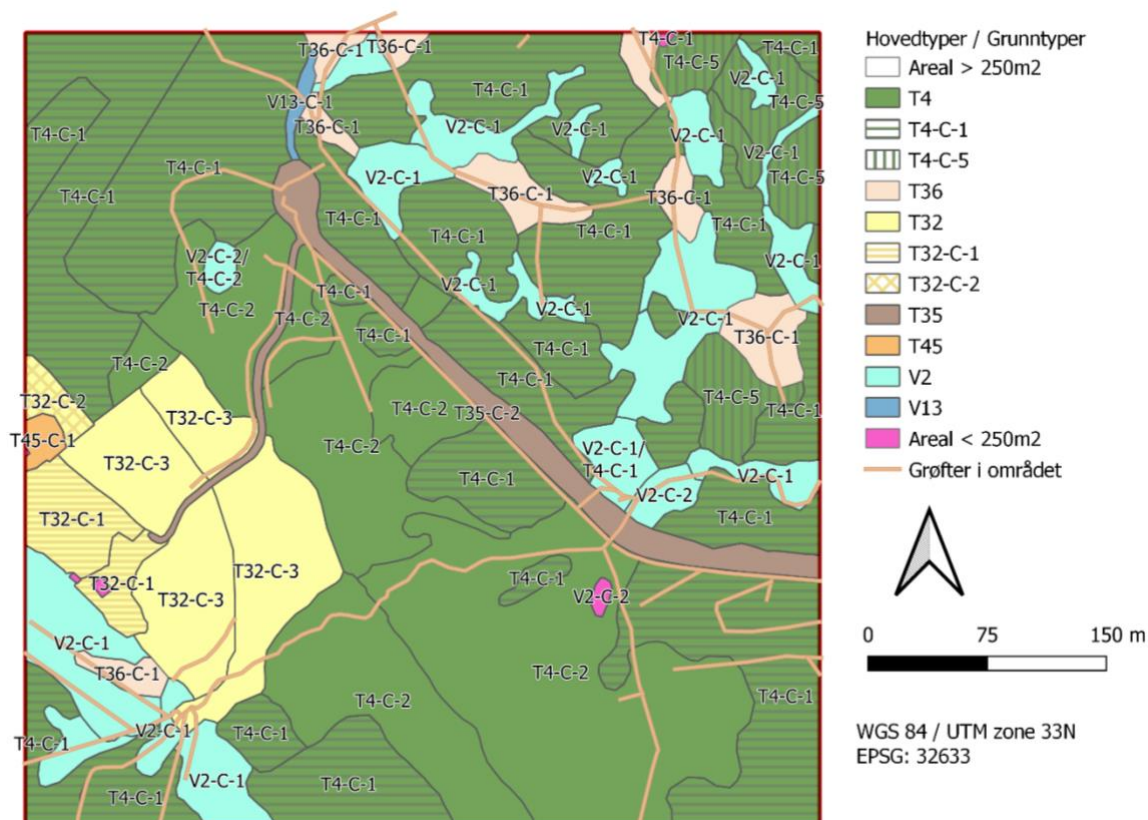 T36-C-1
T36-C-1
T4-C-1
T4-C-5
T4-C-1
V2-C-1
T4-C-5
T4-C-1
V13-C-1
T36-C-1
V2-C-1
V2-C-1
V2-C-1
V2-C-1
T4-C-5
T4-C-1
T4-C-1
V2-C-1
V2-C-1
T36-C-1
T36-C-1
T4-C-1
T4-C-1
T4-C-1
T4-C-1
T4-C-1
V2-C-2/
T4-C-2
V2-C-1
V2-C-1
T4-C-1
T4-C-2
T4-C-2
V2-C-1
V2-C-1
T36-C-1
T4-C-1
T4-C-1
T4-C-2
T4-C-1
T32-C-2
T32-C-3
T4-C-2
T35-C-2
T4-C-5
T4-C-1
T45-C-1
T32-C-3
T4-C-2
V2-C-1/
T4-C-1
T4-C-1
V2-C-1
V2-C-2
T4-C-1
T32-C-1
T32-C-1
T32-C-3
T32-C-3
T4-C-1
V2-C-2
V2-C-1
T36-C-1
T4-C-2
T4-C-2
T4-C-1
T4-C-1
V2-C-1
T4-C-1
V2-C-1
T4-C-1
T4-C-1
Hovedtyper / Grunntyper
Areal > 250m2
T4
T4-C-1
T4-C-5
T36
T32
T32-C-1
T32-C-2
T35
T45
V2
V13
Areal < 250m2
Grøfter i området
0 75 150 m
WGS 84 / UTM zone 33N
EPSG: 32633